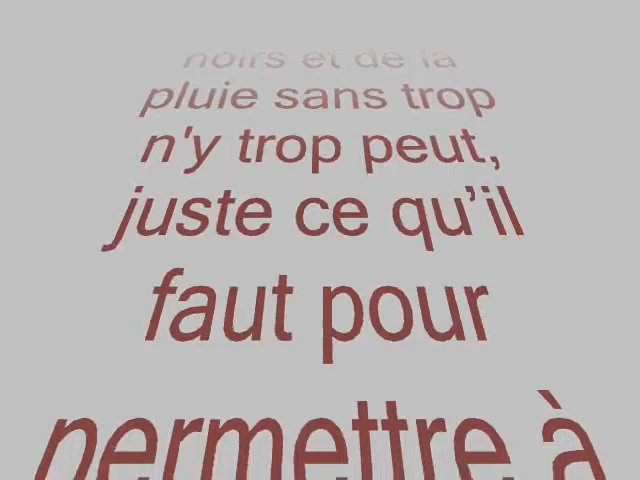 noirs et de la
pluie sans trop
n'y trop peut,
juste ce qu’il
faut pour
permettre à